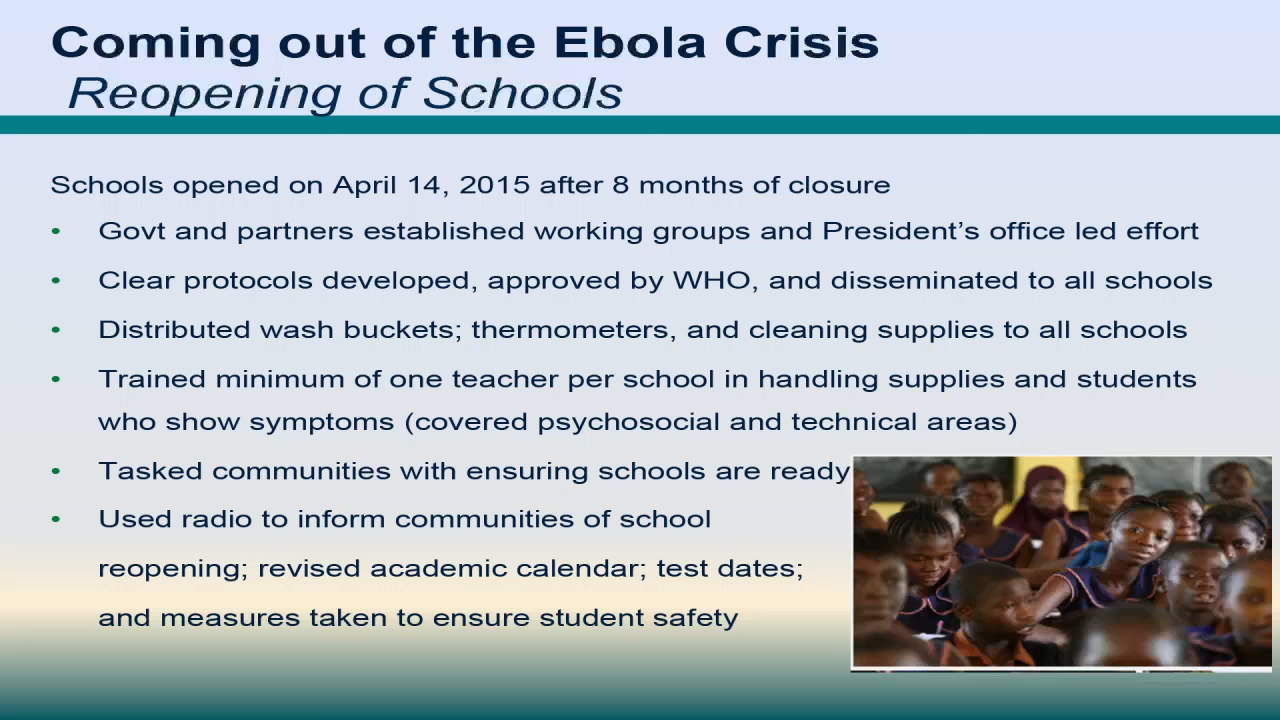 Coming out of the Ebola Crisis
Reopening of Schools
Schools opened on April 14, 2015 after 8 months of closure
• Govt and partners established working groups and President’s office led effort
• Clear protocols developed, approved by WHO, and disseminated to all schools
• Distributed wash buckets; thermometers, and cleaning supplies to all schools
• Trained minimum of one teacher per school in handling supplies and students
who show symptoms (covered psychosocial and technical areas)
• Tasked communities with ensuring schools are ready
• Used radio to inform communities of school
reopening; revised academic calendar; test dates;
and measures taken to ensure student safety